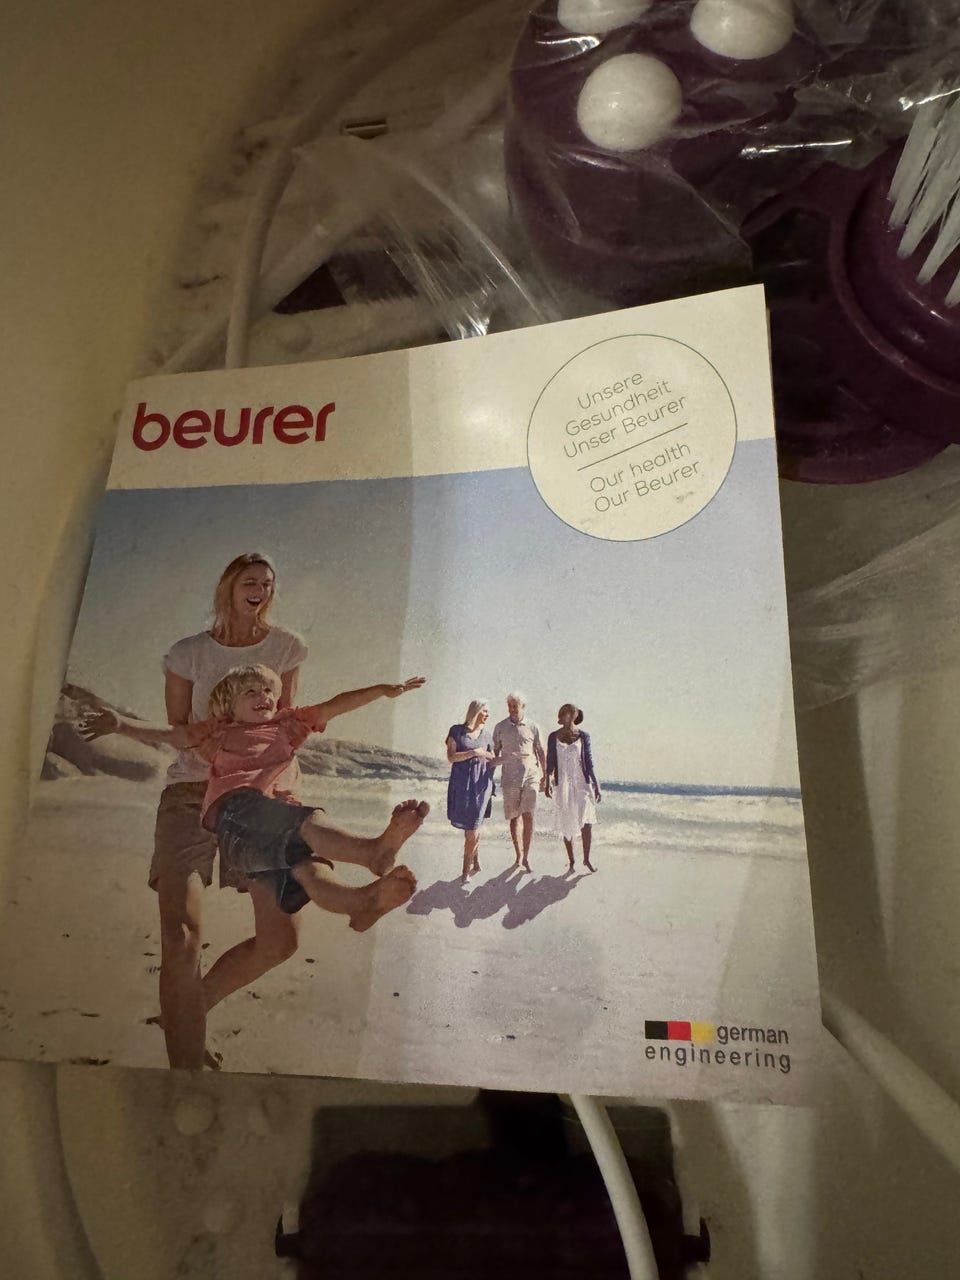 beurer
Unsere
Gesundheit
Unser Beurer
Our health
Our Beurer
german
engineering